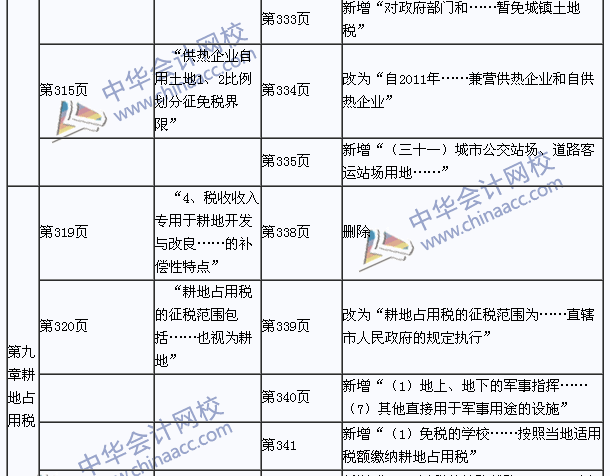 第333页
新增“对政府部门和……暂免城镇土地
税”
第315页
“供热企业自
用土地1、2比例
划分征免税界
限”
第334页
改为“自2011年……兼营供热企业和自供
热企业”
第335页
新增“（三十一）城市公交站场、道路客
运站场用地……”
第九
章耕
地占
用税
第319页
“4、税收收入
专用于耕地开发
与改良……的补
偿性特点”
第338页
删除
第320页
“耕地占用税
的征税范围包
括……也视为耕
地”
第339页
改为“耕地占用税的征税范围为……直辖
市人民政府的规定执行”
第340页
新增“（1）地上、地下的军事指挥……
（7）其他直接用于军事用途的设施”
第341
新增“（1）免税的学校……按照当地适用
税额缴纳耕地占用税”
中华会计网校
www.chinaacc.com
中华会计网校
www.chinaacc.com
中华会计网校
www.chinaacc.com